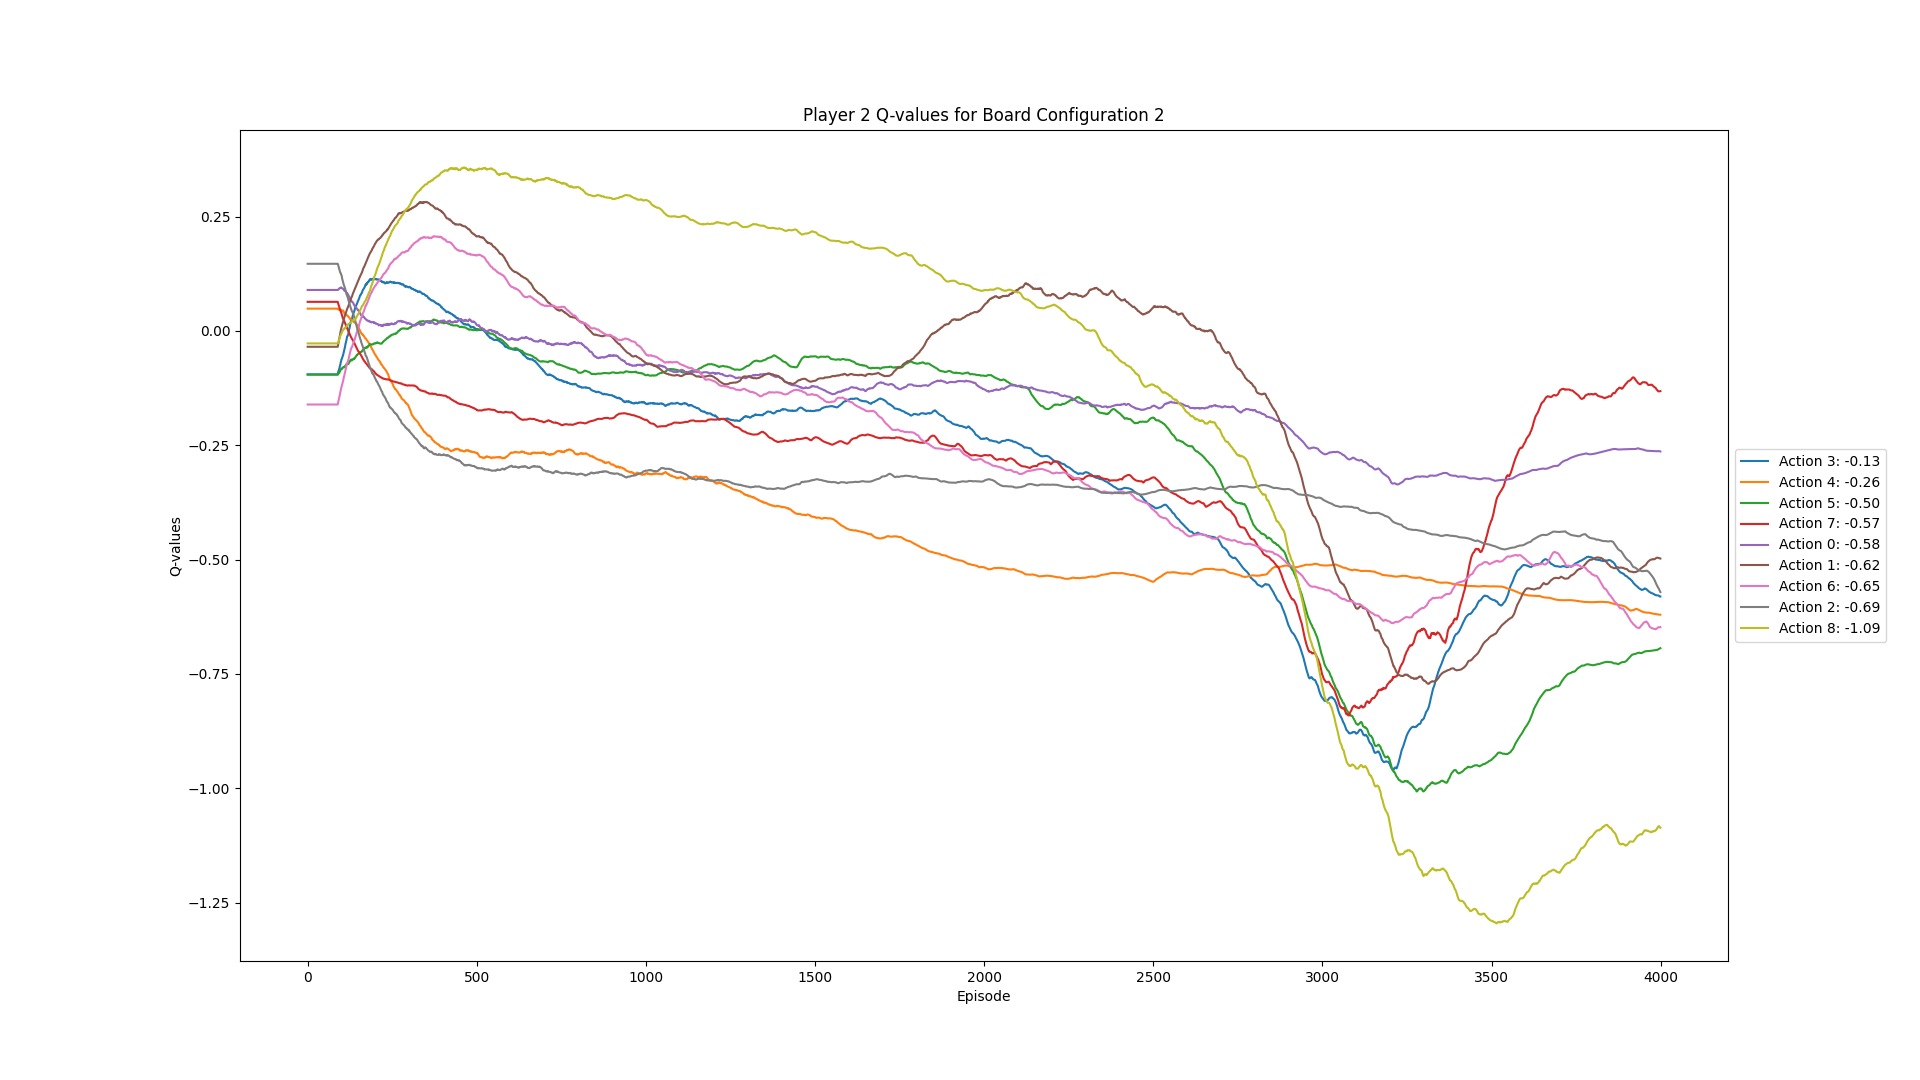 Player 2 Q-values for Board Configuration 2
Q-values
0.25
0.00
−0.25
−0.50
−0.75
−1.00
−1.25
0 500 1000 1500 2000 2500 3000 3500 4000
Episode
Action 3: -0.13
Action 4: -0.26
Action 5: -0.50
Action 7: -0.57
Action 0: -0.58
Action 1: -0.62
Action 6: -0.65
Action 2: -0.69
Action 8: -1.09